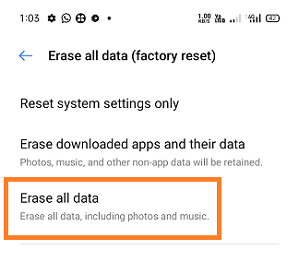 1:03
1.00 KB/s 4G 82
Erase all data (factory reset)
Reset system settings only
Erase downloaded apps and their data
Photos, music, and other non-app data will be retained.
Erase all data
Erase all data, including photos and music.